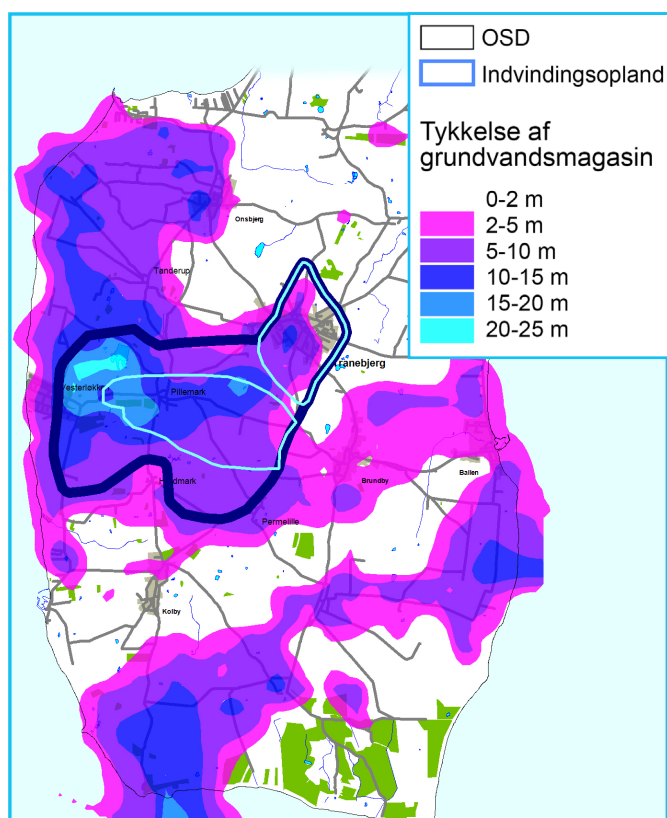 OSD
Indvindingsopland
Tykkelse af
grundvandsmagasin
0-2 m
2-5 m
5-10 m
10-15 m
15-20 m
20-25 m
Onsbjerg
Tanderup
Tranebjerg
Pillemark
Brundby
Ballen
Permelille
Kolby